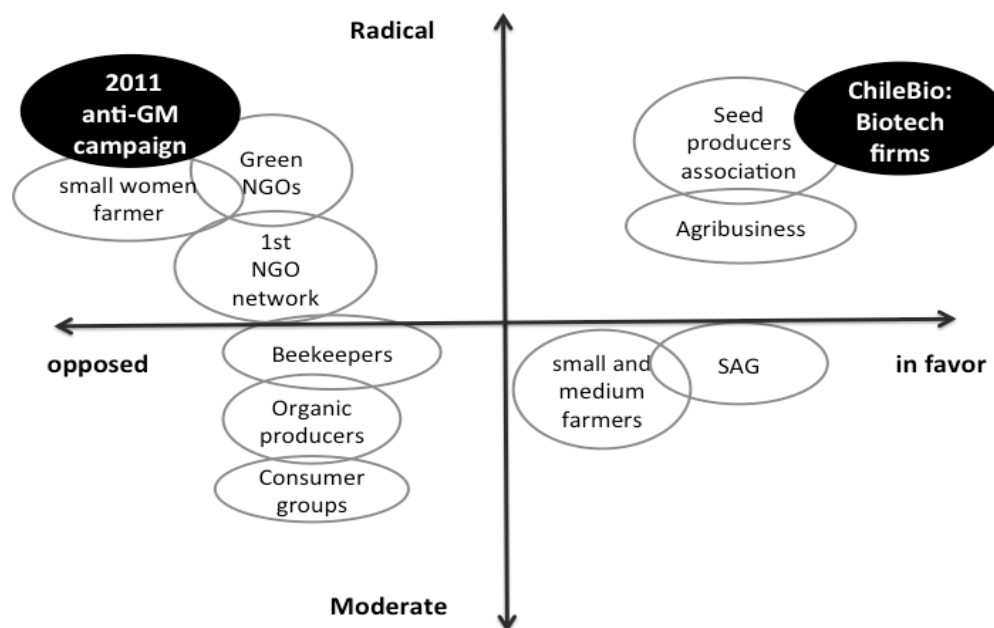 Radical
2011
anti-GM
campaign
Green
NGOs
small women
farmer
1st
NGO
network
Seed
producers
association
ChileBio:
Biotech
firms
Agribusiness
opposed
in favor
Beekeepers
Organic
producers
Consumer
groups
small and
medium
farmers
SAG
Moderate